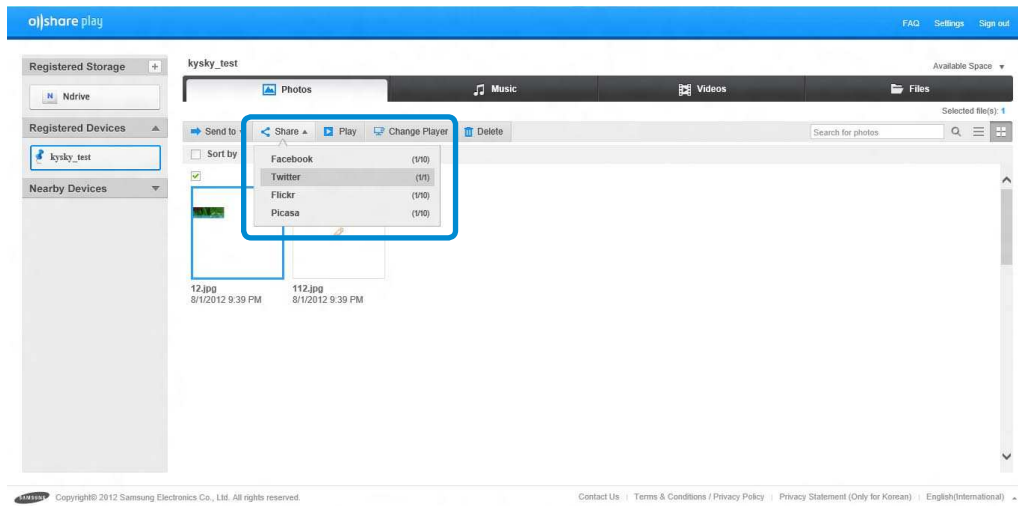 allshare play
FAQ Settings Sign out
Registered Storage +
N Ndrive
Registered Devices
kysky_test
Nearby Devices
kysky_test
Available Space
Photos Music Videos Files
Selected file(s): 1
Send to Share Play Change Player Delete Search for photos
Sort by
Facebook (1/10)
Twitter (1/1)
Flickr (1/10)
Picasa (1/10)
12.jpg 112.jpg
8/1/2012 9:39 PM 8/1/2012 9:39 PM
SAMSUNG Copyright© 2012 Samsung Electronics Co., Ltd. All rights reserved. Contact Us | Terms & Conditions / Privacy Policy | Privacy Statement (Only for Korean) | English(International)